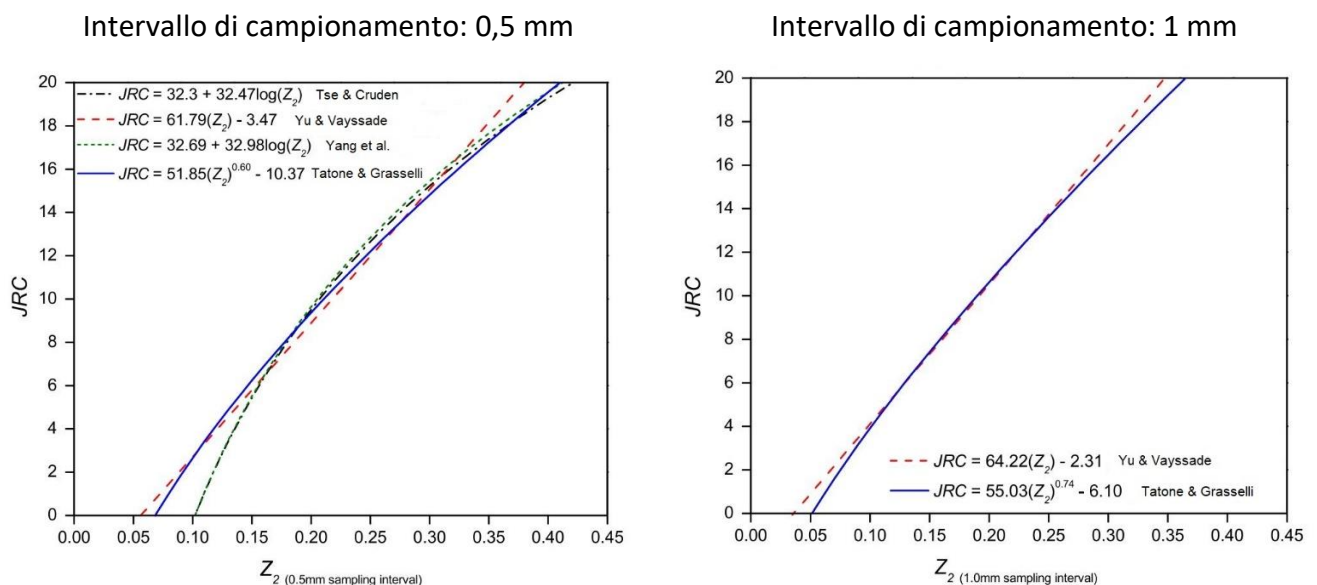 Intervallo di campionamento: 0,5 mm
JRC = 32.3 + 32.47log(Z2) Tse & Cruden
JRC = 61.79(Z2) - 3.47 Yu & Vayssade
JRC = 32.69 + 32.98log(Z2) Yang et al.
JRC = 51.85(Z2)^0.60 - 10.37 Tatone & Grasselli
20
18
16
14
12
10
8
6
4
2
0
JRC
0.00 0.05 0.10 0.15 0.20 0.25 0.30 0.35 0.40 0.45
Z2 (0.5mm sampling interval)
Intervallo di campionamento: 1 mm
20
18
16
14
12
10
8
6
4
2
0
JRC
JRC = 64.22(Z2) - 2.31 Yu & Vayssade
JRC = 55.03(Z2)^0.74 - 6.10 Tatone & Grasselli
0.00 0.05 0.10 0.15 0.20 0.25 0.30 0.35 0.40 0.45
Z2 (1.0mm sampling interval)